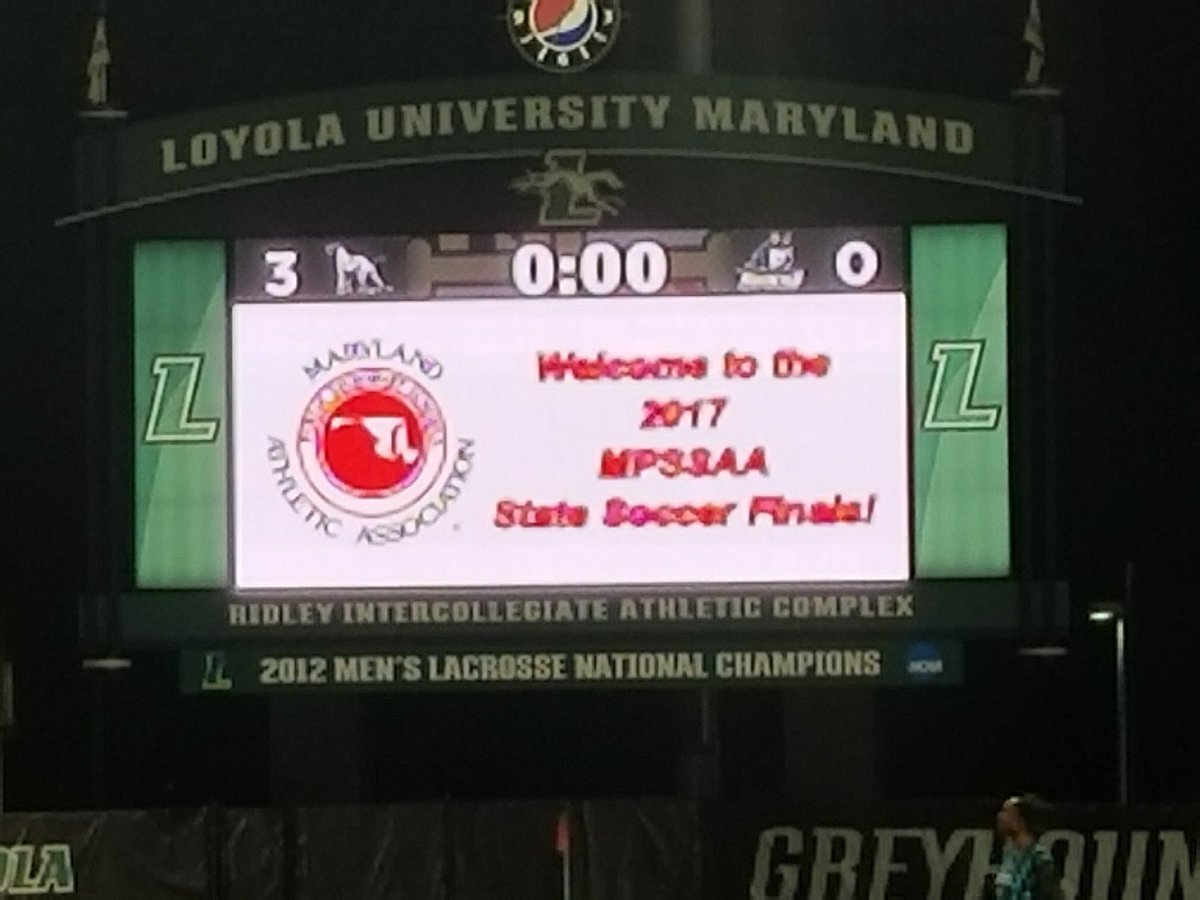 LOYOLA UNIVERSITY MARYLAND
L
3 0:00 0
L
L
MARYLAND
ATHLETIC ASSOCIATION
Welcome to the
2017
MPSSAA
State Soccer Finals!
RIDLEY INTERCOLLEGIATE ATHLETIC COMPLEX
L 2012 MEN'S LACROSSE NATIONAL CHAMPIONS NCAA
OLA
GREYHOUN